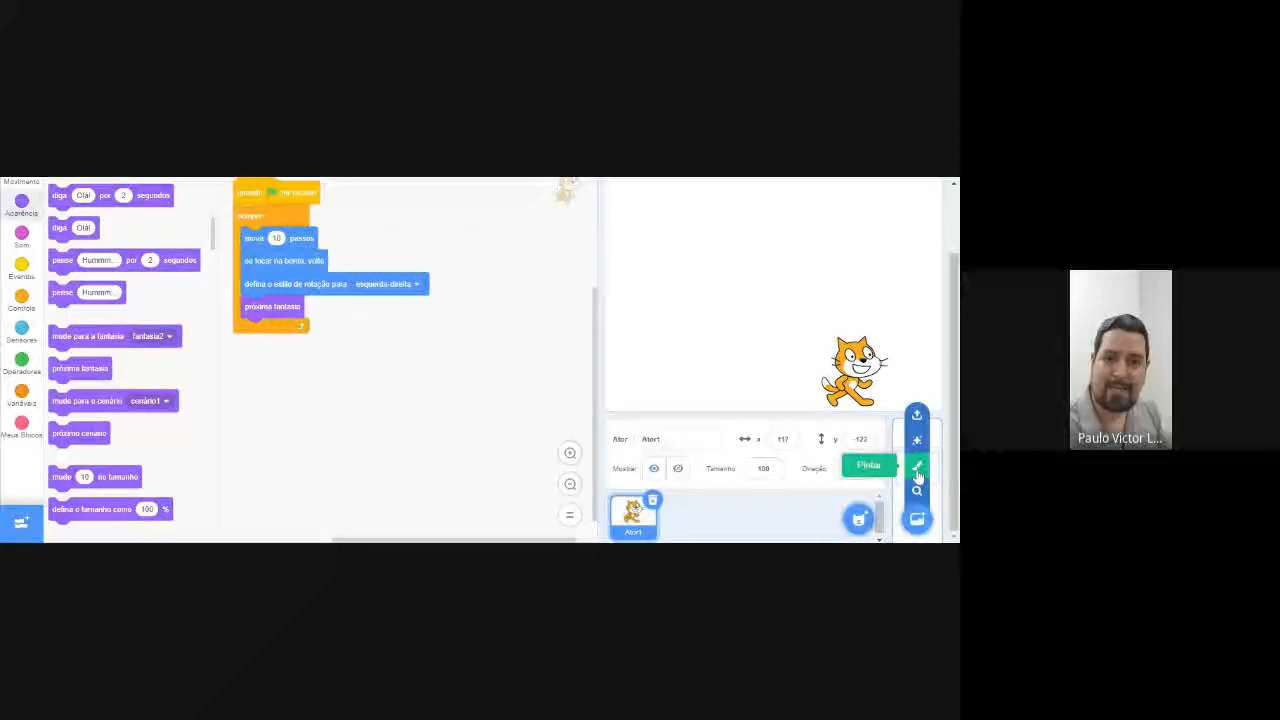 Movimento
Aparência
Som
Eventos
Controle
Sensores
Operadores
Variáveis
Meus Blocos
diga Olá! por 2 segundos
diga Olá!
pense Hummm... por 2 segundos
pense Hummm...
mude para a fantasia fantasia2
próxima fantasia
mude para o cenário cenário1
próximo cenário
mude 10 no tamanho
defina o tamanho como 100 %
quando for clicado
sempre
mova 10 passos
se tocar na borda, volte
defina o estilo de rotação para esquerda-direita
próxima fantasia
Ator Ator1 x 117 y -123
Mostrar Tamanho 100 Direção
Pintar
Ator1
Paulo Victor L...